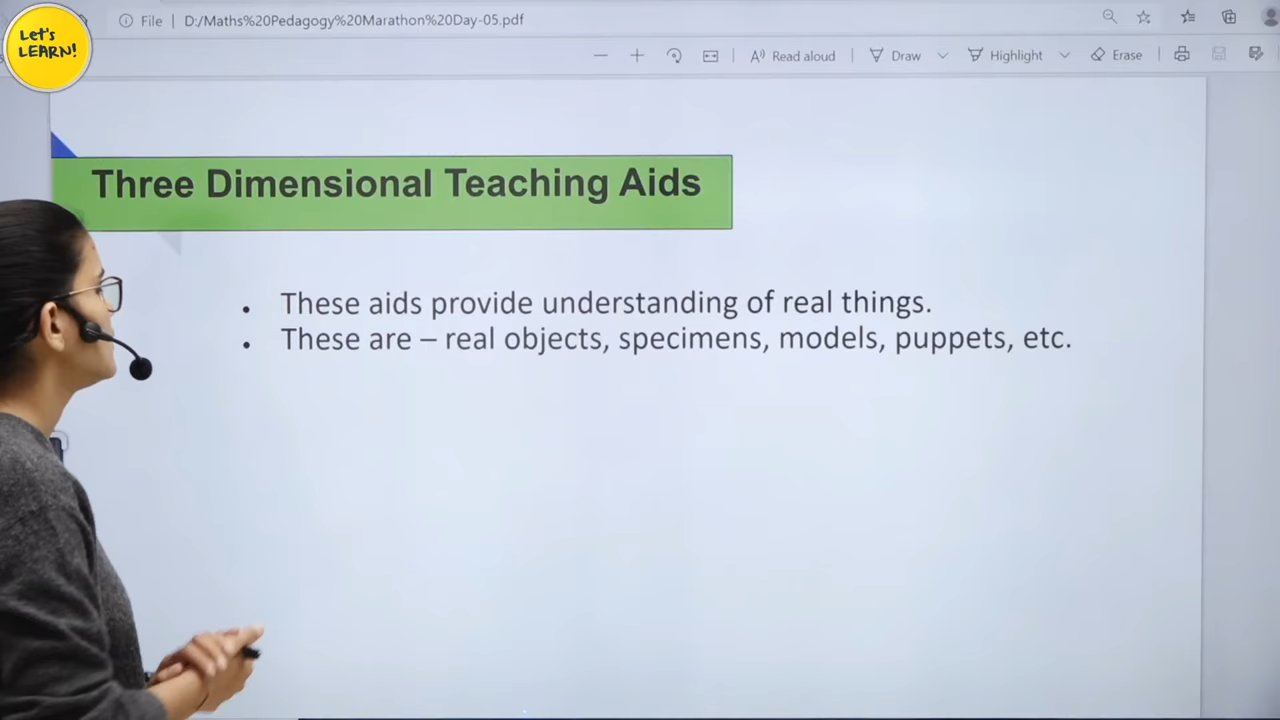 Let's
LEARN!
File | D:/Maths%20Pedagogy%20Marathon%20Day-05.pdf
Read aloud
Draw
Highlight
Erase
Three Dimensional Teaching Aids
• These aids provide understanding of real things.
• These are – real objects, specimens, models, puppets, etc.